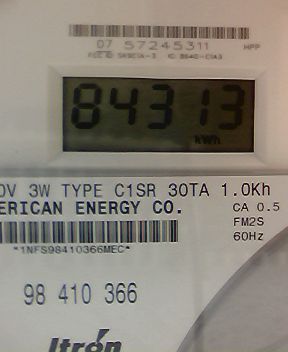 07 57245311 HPP
84313
kWh
0V 3W TYPE C1SR 30TA 1.0Kh
ERICAN ENERGY CO.
CA 0.5
FM2S
60Hz
*1NFS98410366MEC*
98 410 366
Itron